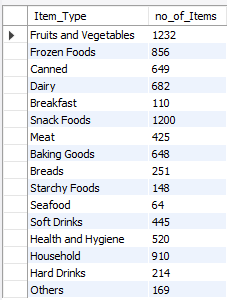 Item_Type no_of_Items
Fruits and Vegetables 1232
Frozen Foods 856
Canned 649
Dairy 682
Breakfast 110
Snack Foods 1200
Meat 425
Baking Goods 648
Breads 251
Starchy Foods 148
Seafood 64
Soft Drinks 445
Health and Hygiene 520
Household 910
Hard Drinks 214
Others 169